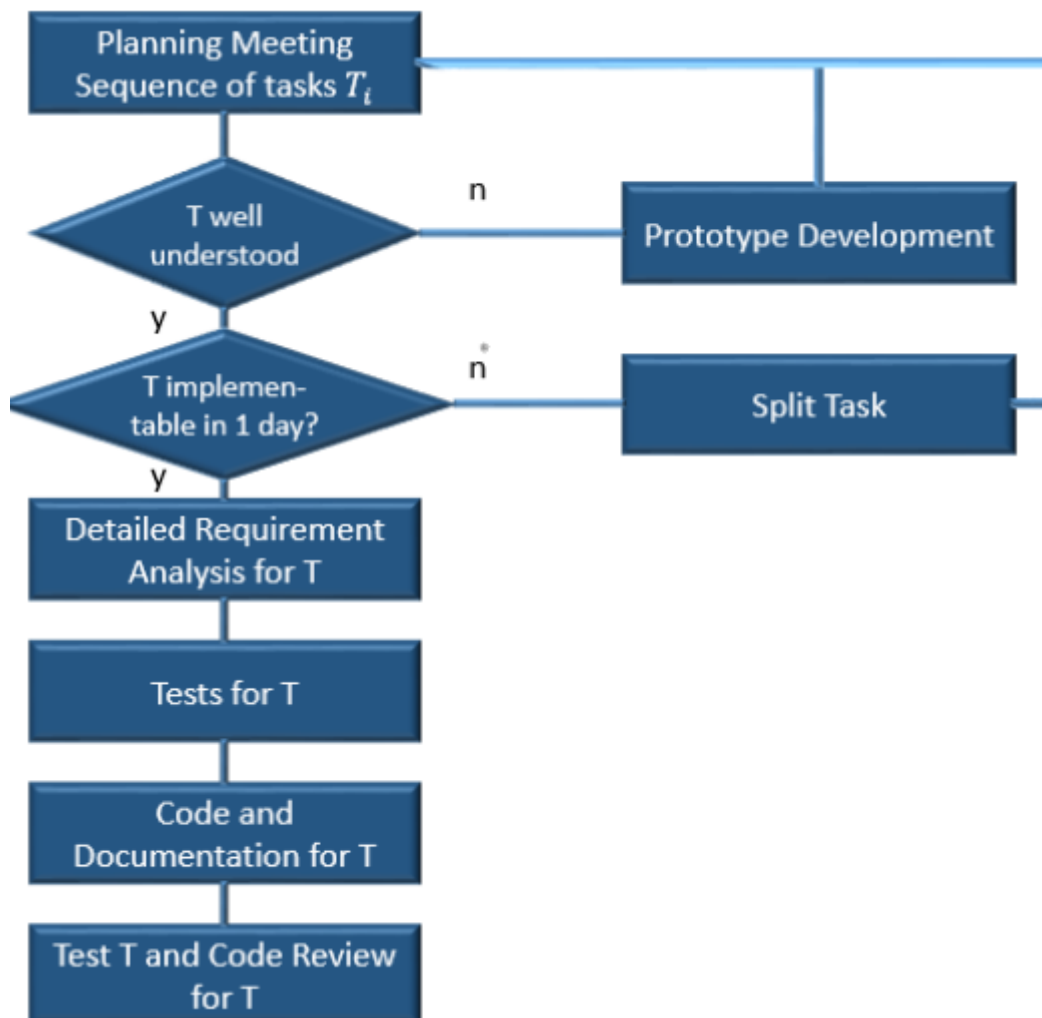 Planning Meeting
Sequence of tasks Tᵢ
T well
understood
n
Prototype Development
y
T implemen-
table in 1 day?
n
Split Task
y
Detailed Requirement
Analysis for T
Tests for T
Code and
Documentation for T
Test T and Code Review
for T